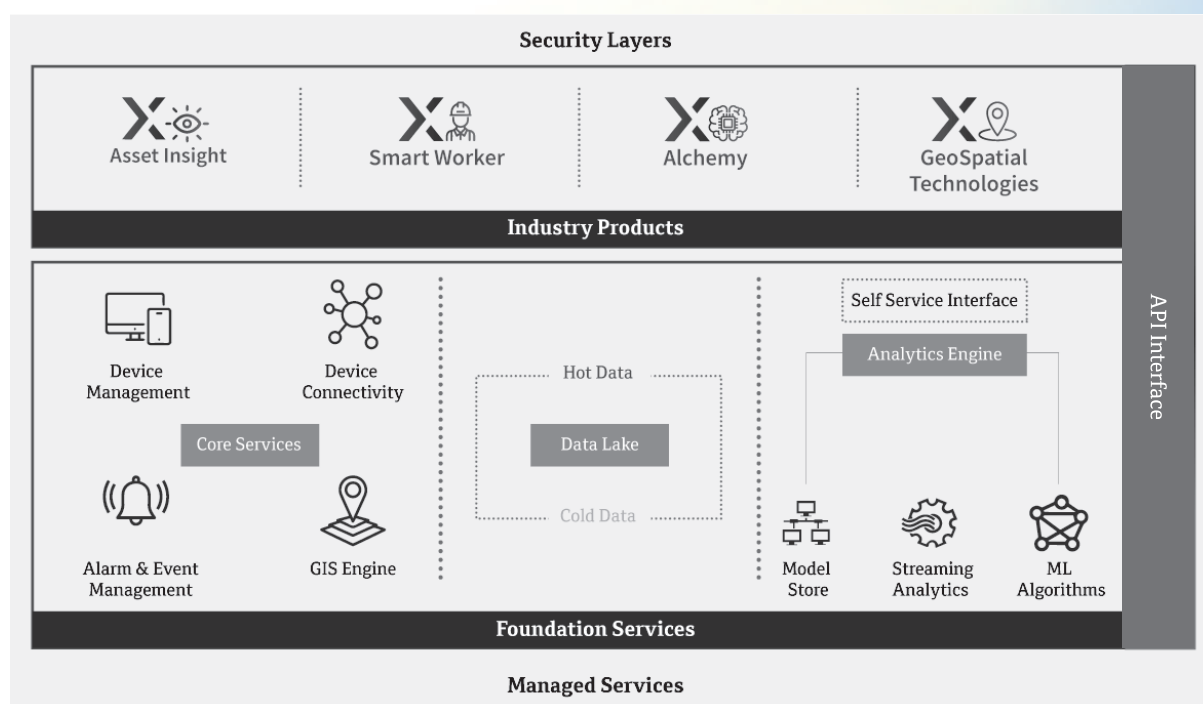 Security Layers
Asset Insight
Smart Worker
Alchemy
GeoSpatial
Technologies
Industry Products
API Interface
Device
Management
Device
Connectivity
Core Services
Alarm & Event
Management
GIS Engine
Hot Data
Data Lake
Cold Data
Self Service Interface
Analytics Engine
Model
Store
Streaming
Analytics
ML
Algorithms
Foundation Services
Managed Services